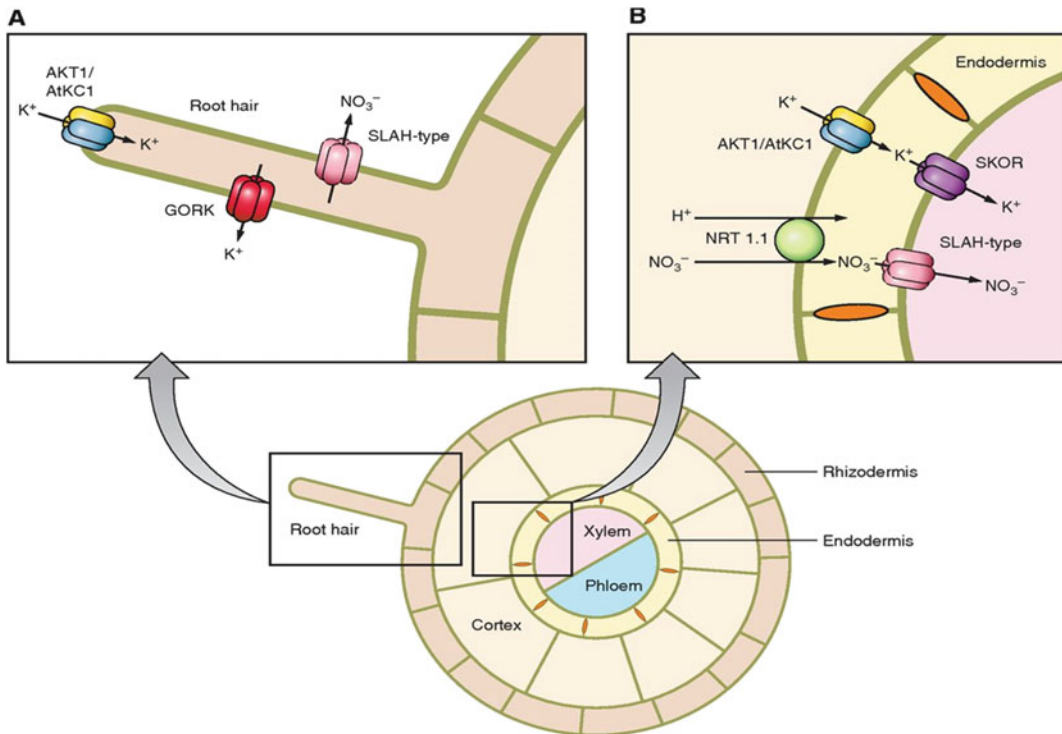 A
AKT1/
AtKC1
K⁺
K⁺
Root hair
NO₃⁻
SLAH-type
GORK
K⁺
B
Endodermis
K⁺
AKT1/AtKC1
K⁺
SKOR
K⁺
H⁺
NRT 1.1
SLAH-type
NO₃⁻
NO₃⁻
NO₃⁻
Root hair
Rhizodermis
Xylem
Endodermis
Phloem
Cortex